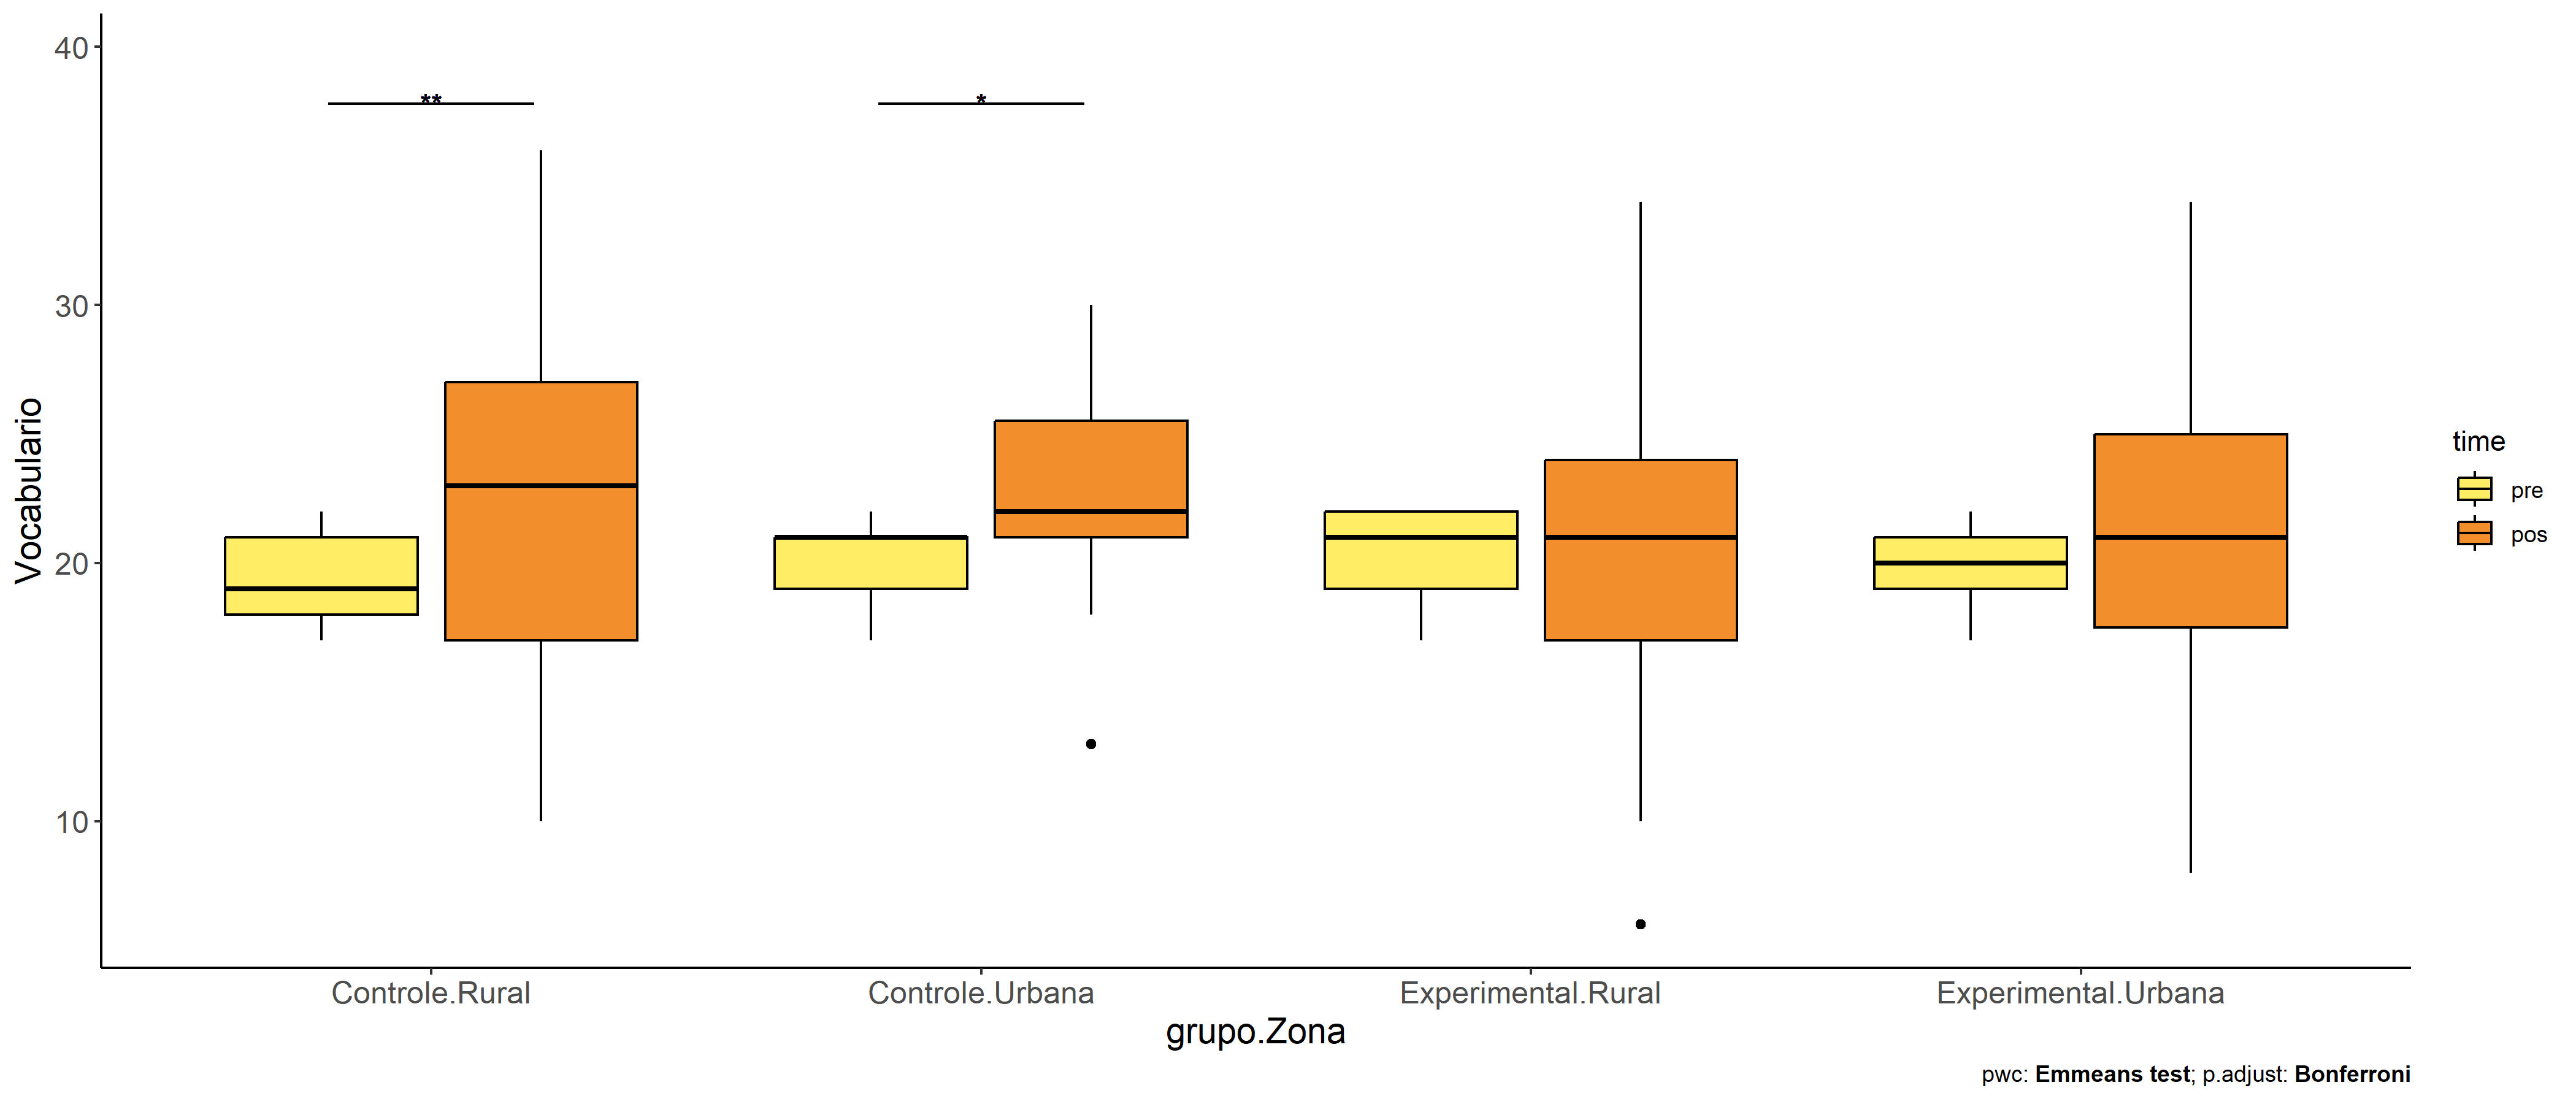 40
30
20
10
Vocabulario
**
*
Controle.Rural
Controle.Urbana
Experimental.Rural
Experimental.Urbana
grupo.Zona
time
pre
pos
pwc: Emmeans test; p.adjust: Bonferroni